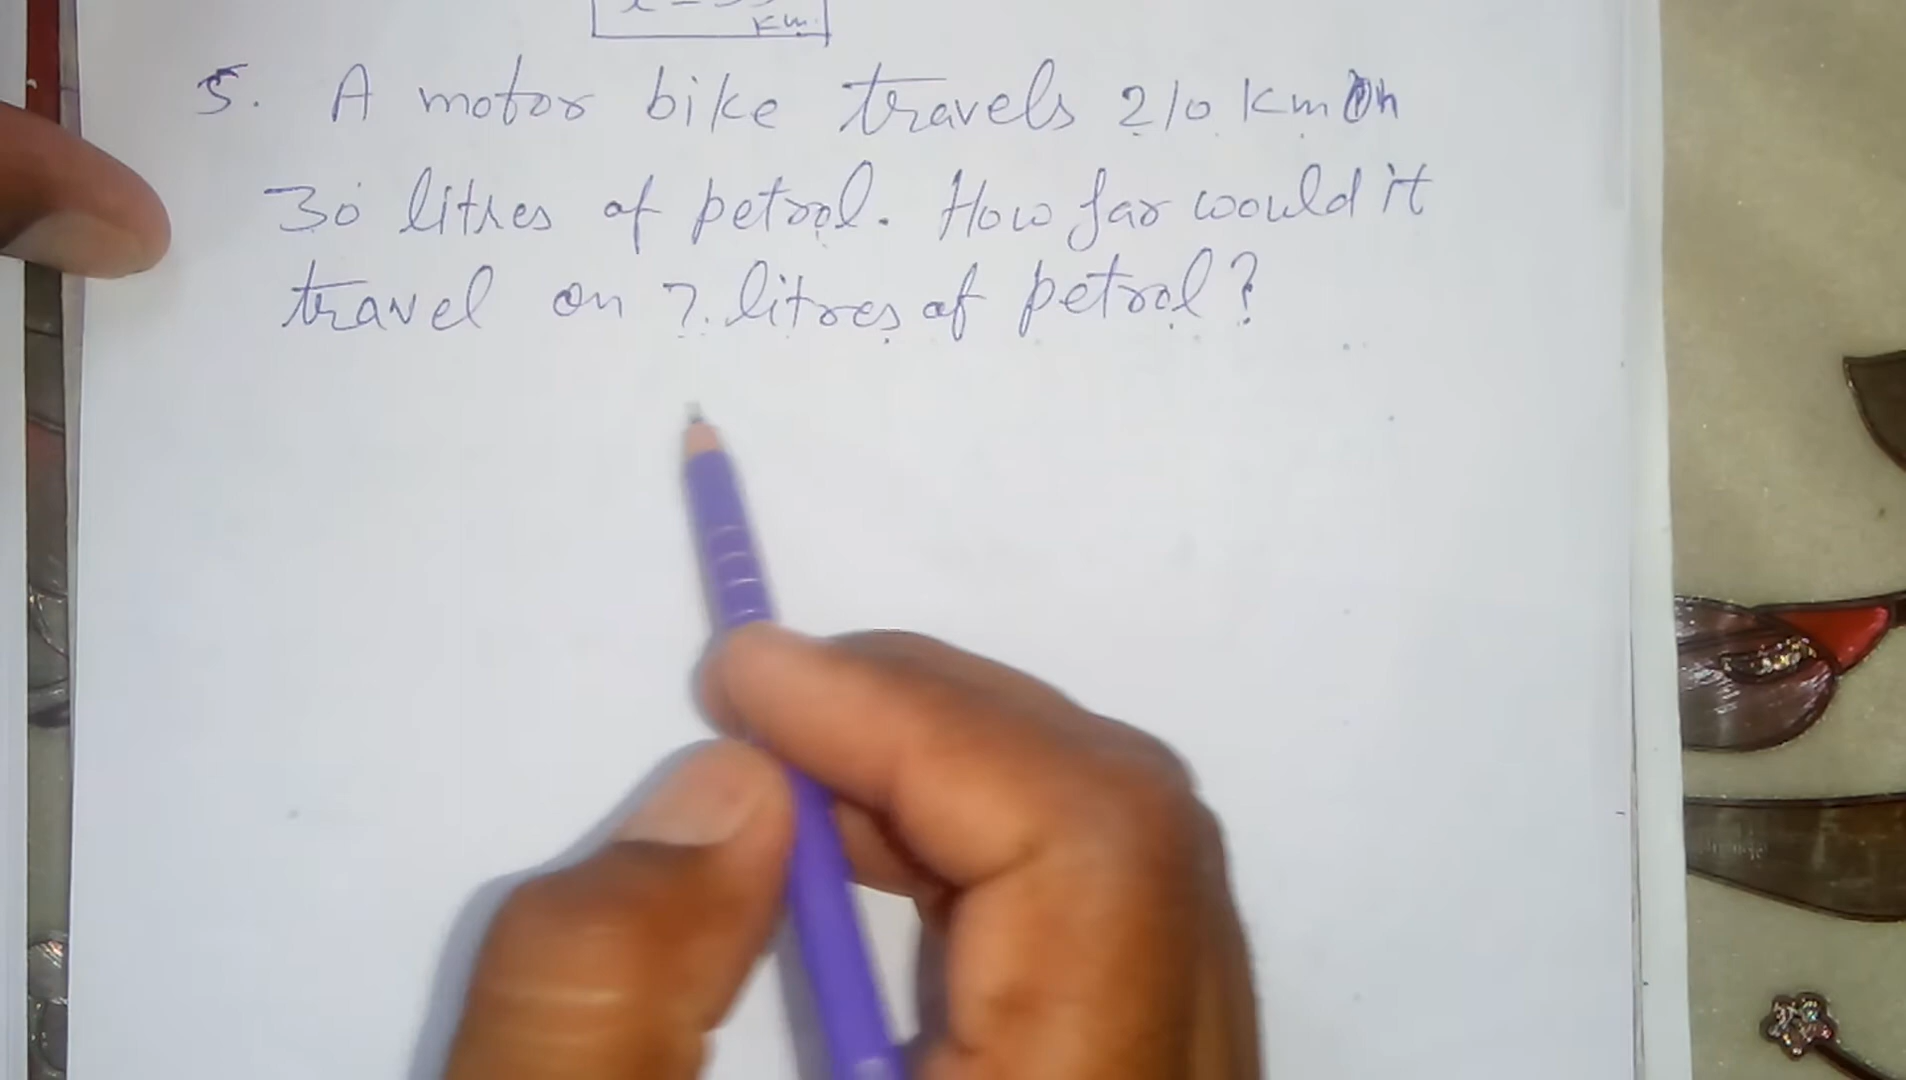 km.
5. A motor bike travels 210 km On
30 litres of petrol. How far would it
travel on 7 litres of petrol?